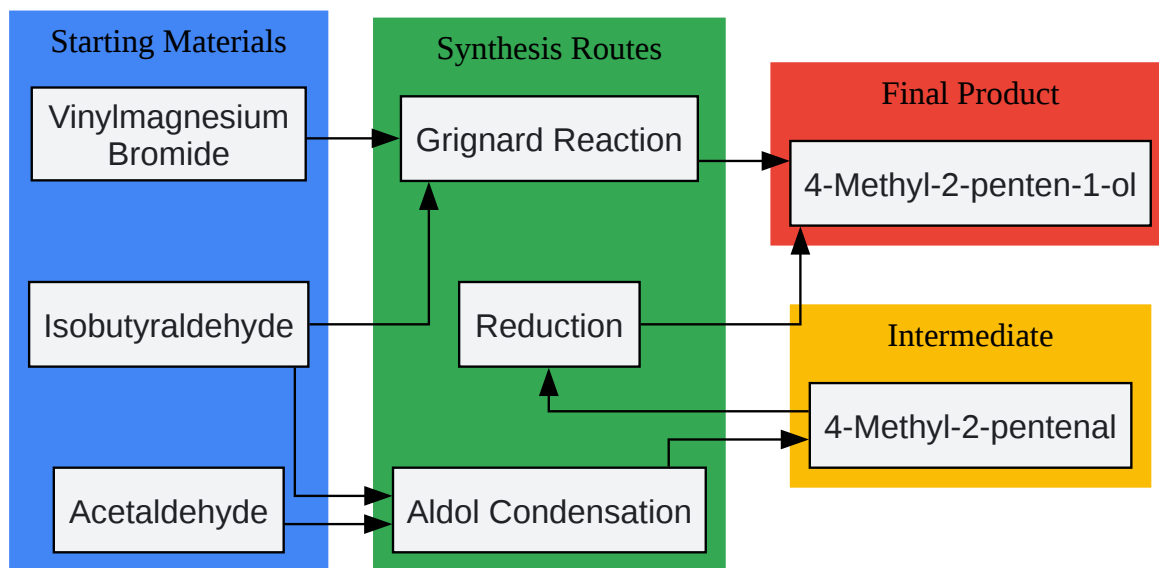 Starting Materials
Vinylmagnesium
Bromide
Isobutyraldehyde
Acetaldehyde
Synthesis Routes
Grignard Reaction
Reduction
Aldol Condensation
Final Product
4-Methyl-2-penten-1-ol
Intermediate
4-Methyl-2-pentenal